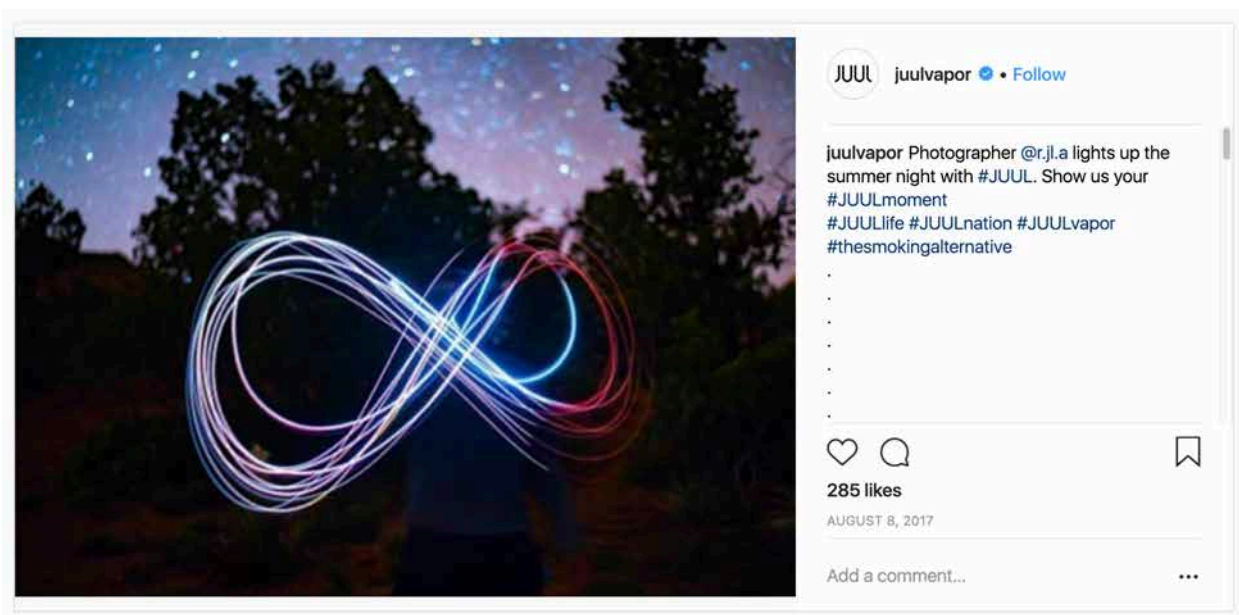 JUUL juulvapor • Follow
juulvapor Photographer @r.jl.a lights up the
summer night with #JUUL. Show us your
#JUULmoment
#JUULlife #JUULnation #JUULvapor
#thesmokingalternative
.
.
.
.
.
.
.
285 likes
AUGUST 8, 2017
Add a comment...